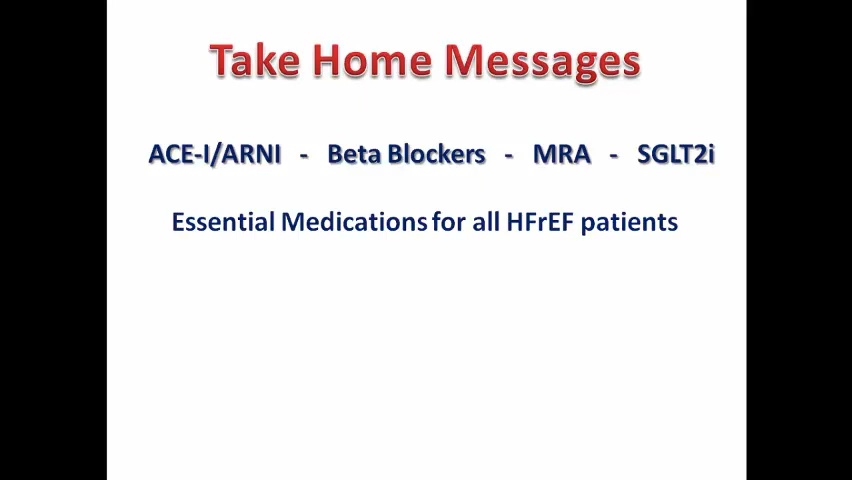 Take Home Messages
ACE-I/ARNI - Beta Blockers - MRA - SGLT2i
Essential Medications for all HFrEF patients